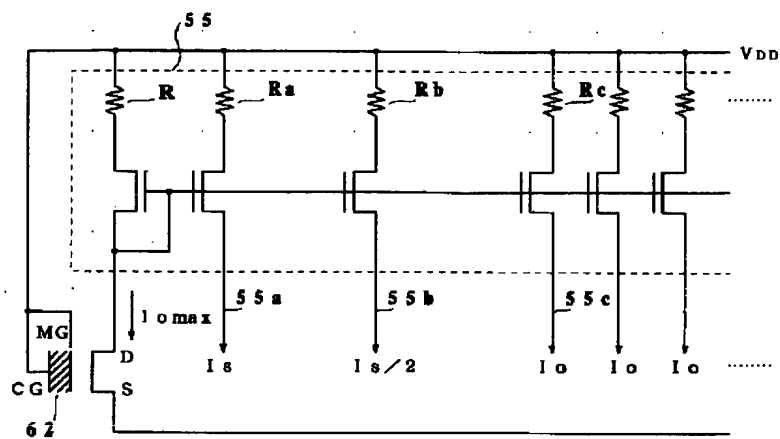 55
VDD
R Ra Rb Rc ........
55a 55b 55c
Iomax
MG
D
Is Is/2 Io Io Io ........
CG S
62